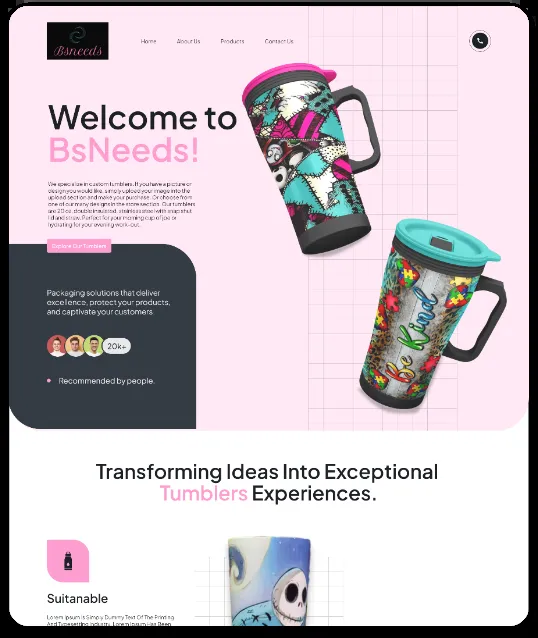 Bsneeds
Home About Us Products Contact Us
Welcome to
BsNeeds!
We specialize in custom tumblers. If you have a picture or
design you would like, simply upload your image into the
upload section and make your purchase. Or choose from
one of our many designs in the store section. Our tumblers
are 20 oz. double insulated, stainless steel with snap shut
lid and straw. Perfect for your morning cup of joe or
hydrating for your evening work-out.
Explore Our Tumblers
Be Kind
Packaging solutions that deliver
excellence, protect your products,
and captivate your customers.
20k+
Recommended by people.
Transforming Ideas Into Exceptional
Tumblers Experiences.
Suitanable
Lorem Ipsum Is Simply Dummy Text Of The Printing
And Typesetting Industry. Lorem Ipsum Has Been